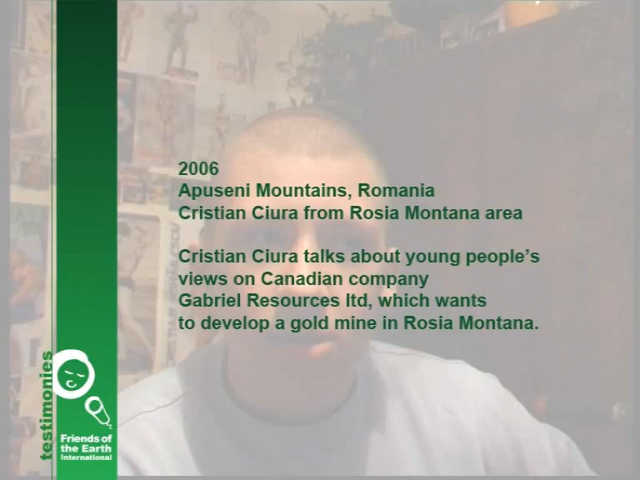 2006
Apuseni Mountains, Romania
Cristian Ciura from Rosia Montana area
Cristian Ciura talks about young people's
views on Canadian company
Gabriel Resources ltd, which wants
to develop a gold mine in Rosia Montana.
testimonies
Friends of
the Earth
International